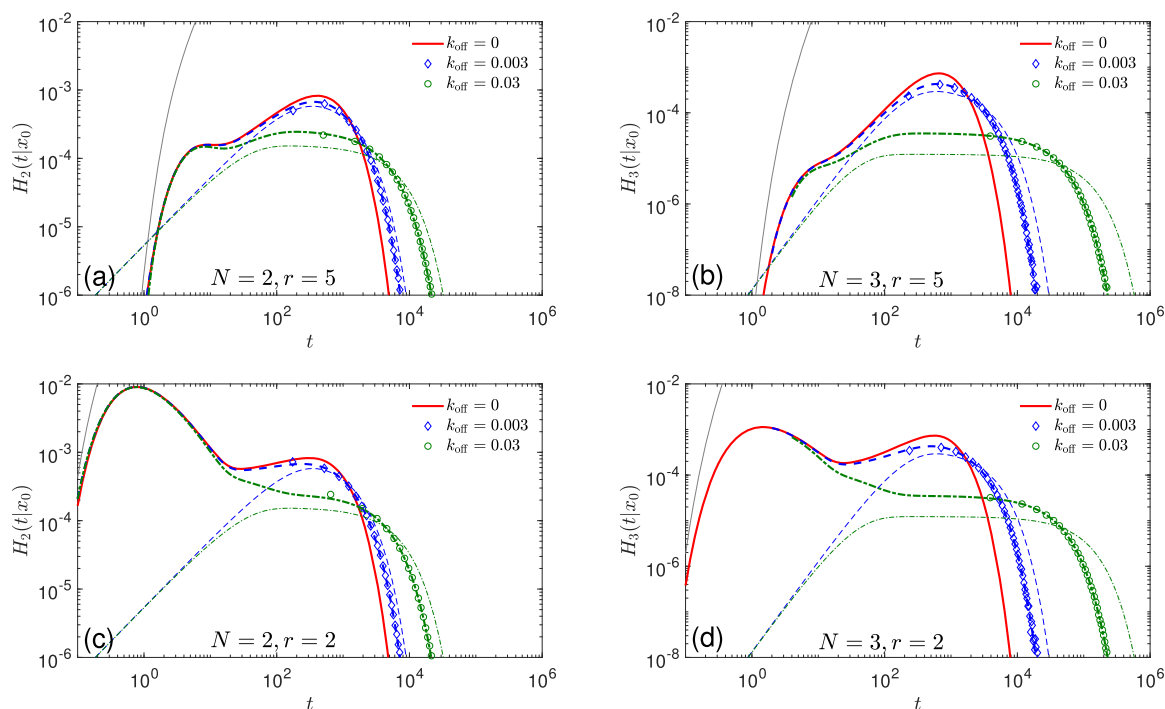 10^-2
10^-3
10^-4
10^-5
10^-6
H_2(t|x_0)
k_off = 0
k_off = 0.003
k_off = 0.03
(a)
N = 2, r = 5
10^0 10^2 10^4 10^6
t
10^-2
10^-4
10^-6
10^-8
H_3(t|x_0)
k_off = 0
k_off = 0.003
k_off = 0.03
(b)
N = 3, r = 5
10^0 10^2 10^4 10^6
t
10^-2
10^-3
10^-4
10^-5
10^-6
H_2(t|x_0)
k_off = 0
k_off = 0.003
k_off = 0.03
(c)
N = 2, r = 2
10^0 10^2 10^4 10^6
t
10^-2
10^-4
10^-6
10^-8
H_3(t|x_0)
k_off = 0
k_off = 0.003
k_off = 0.03
(d)
N = 3, r = 2
10^0 10^2 10^4 10^6
t